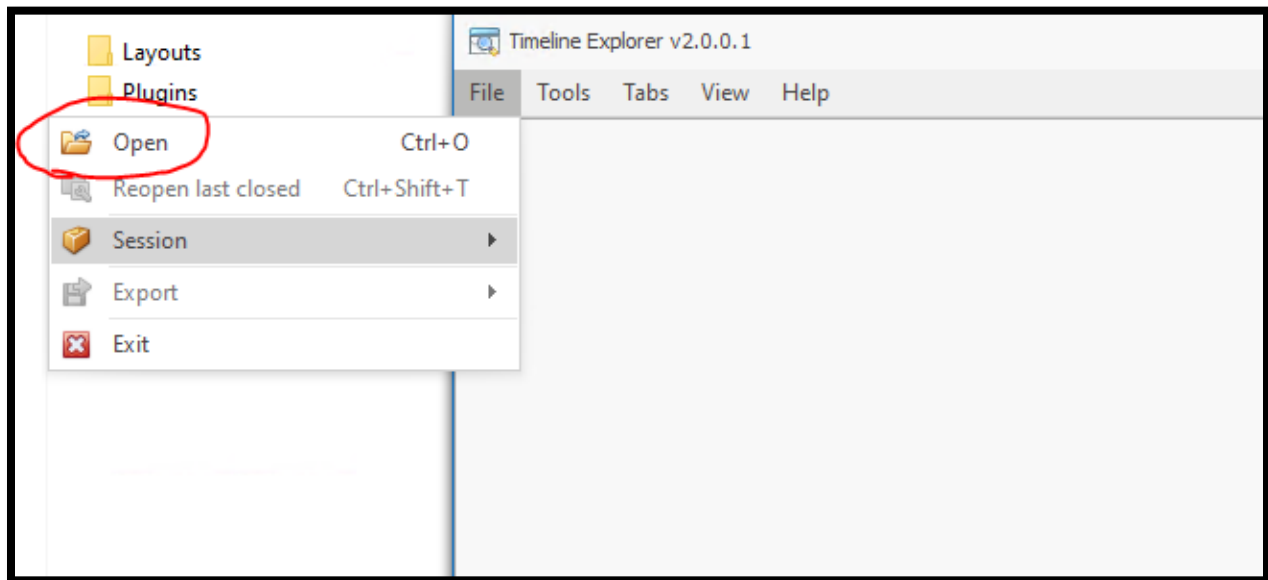 Layouts
Plugins
Timeline Explorer v2.0.0.1
File Tools Tabs View Help
Open Ctrl+O
Reopen last closed Ctrl+Shift+T
Session
Export
Exit